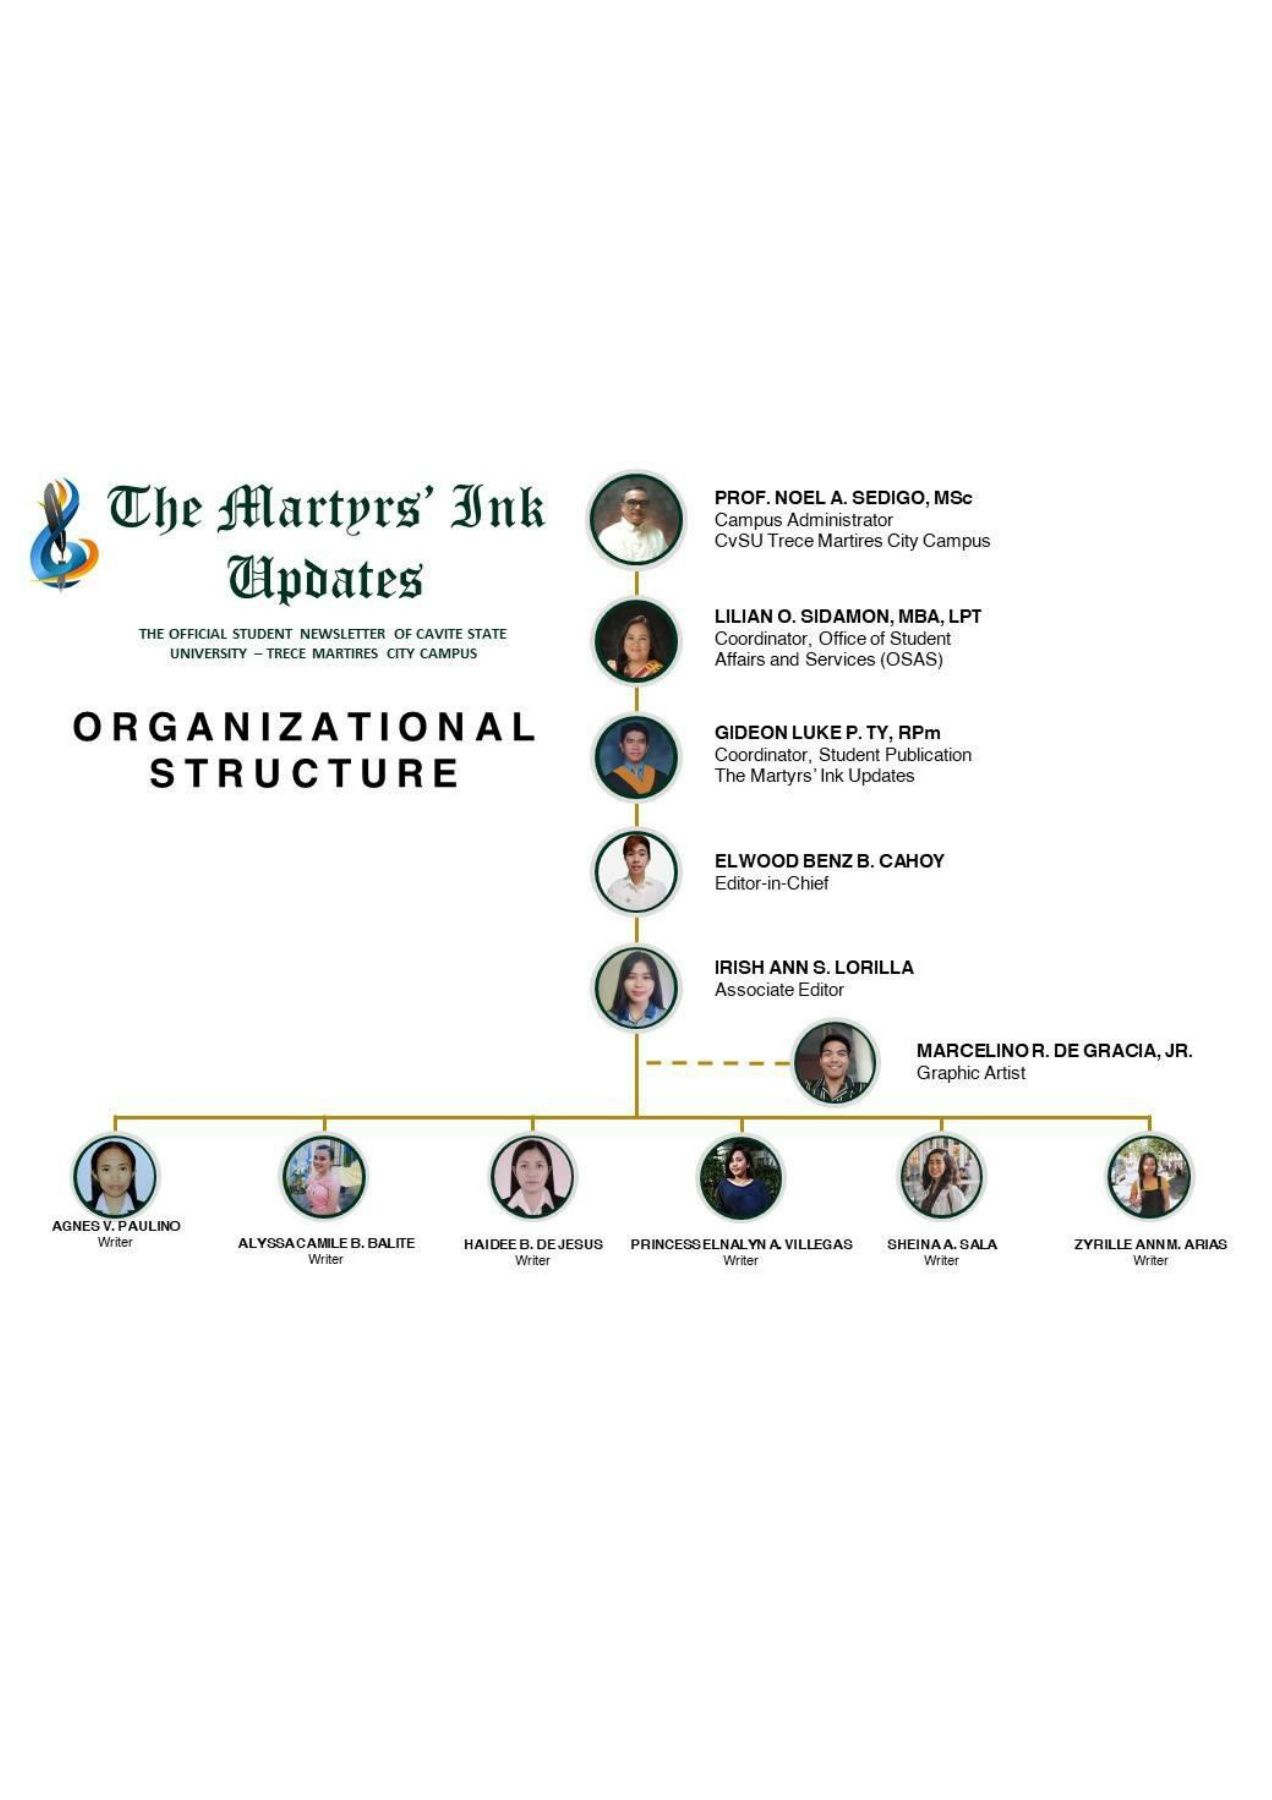 The Martyrs' Ink
Updates
THE OFFICIAL STUDENT NEWSLETTER OF CAVITE STATE
UNIVERSITY – TRECE MARTIRES CITY CAMPUS
ORGANIZATIONAL
STRUCTURE
PROF. NOEL A. SEDIGO, MSc
Campus Administrator
CvSU Trece Martires City Campus
LILIAN O. SIDAMON, MBA, LPT
Coordinator, Office of Student
Affairs and Services (OSAS)
GIDEON LUKE P. TY, RPm
Coordinator, Student Publication
The Martyrs' Ink Updates
ELWOOD BENZ B. CAHOY
Editor-in-Chief
IRISH ANN S. LORILLA
Associate Editor
MARCELINO R. DE GRACIA, JR.
Graphic Artist
AGNES V. PAULINO
Writer
ALYSSA CAMILE B. BALITE
Writer
HAIDEE B. DE JESUS
Writer
PRINCESS ELNALYN A. VILLEGAS
Writer
SHEINA A. SALA
Writer
ZYRILLE ANN M. ARIAS
Writer